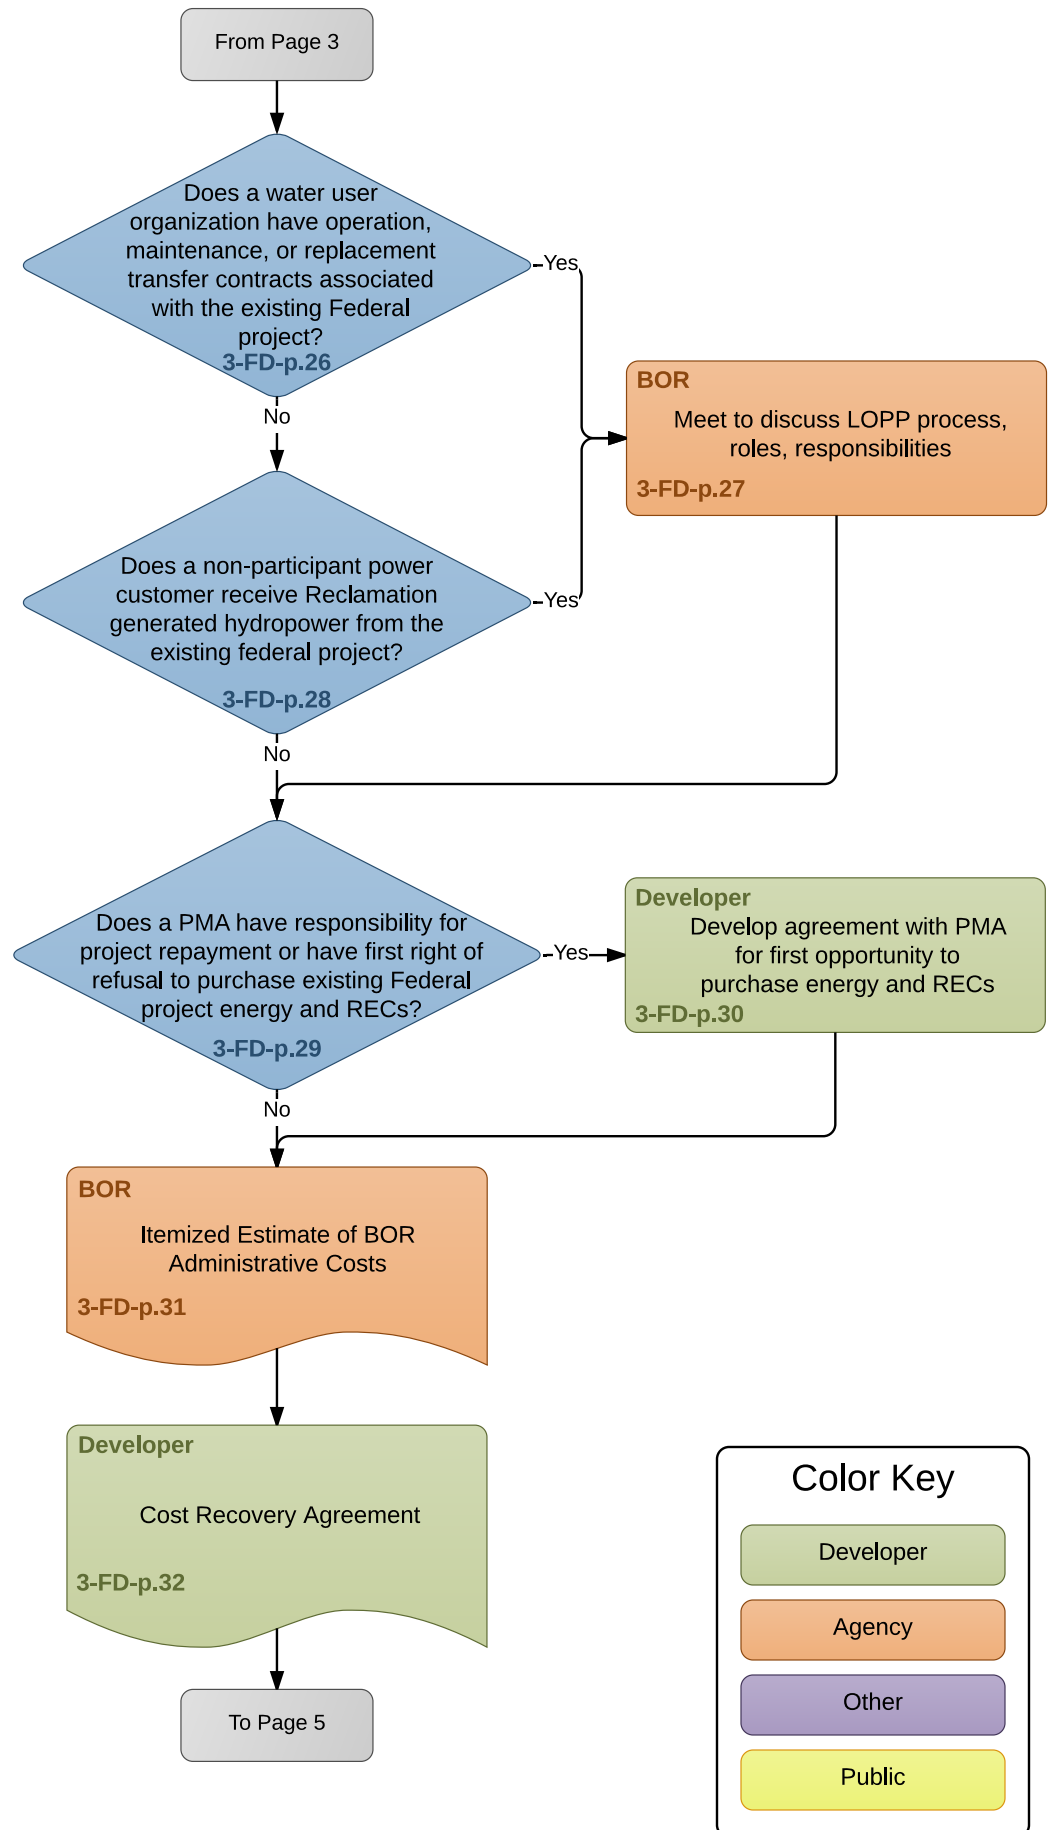 From Page 3
Does a water user
organization have operation,
maintenance, or replacement
transfer contracts associated
with the existing Federal
project?
3-FD-p.26
Yes
No
BOR
Meet to discuss LOPP process,
roles, responsibilities
3-FD-p.27
Does a non-participant power
customer receive Reclamation
generated hydropower from the
existing federal project?
3-FD-p.28
Yes
No
Does a PMA have responsibility for
project repayment or have first right of
refusal to purchase existing Federal
project energy and RECs?
3-FD-p.29
Yes
No
Developer
Develop agreement with PMA
for first opportunity to
purchase energy and RECs
3-FD-p.30
BOR
Itemized Estimate of BOR
Administrative Costs
3-FD-p.31
Developer
Cost Recovery Agreement
3-FD-p.32
To Page 5
Color Key
Developer
Agency
Other
Public